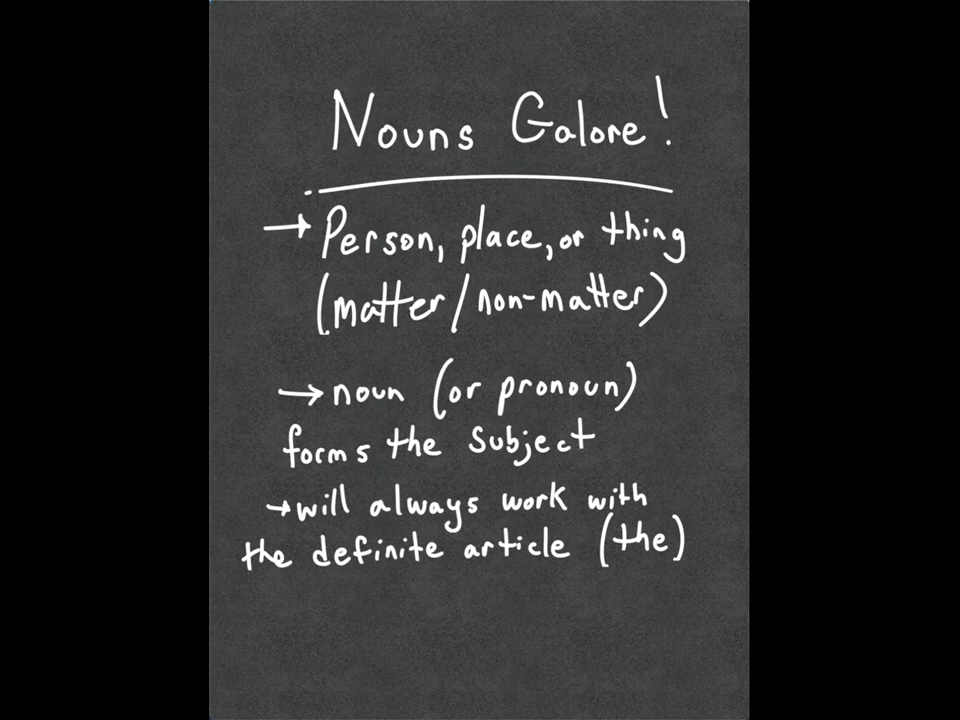 Nouns Galore!
→ Person, place, or thing
(matter/non-matter)
→ noun (or pronoun)
forms the subject
→ will always work with
the definite article (the)